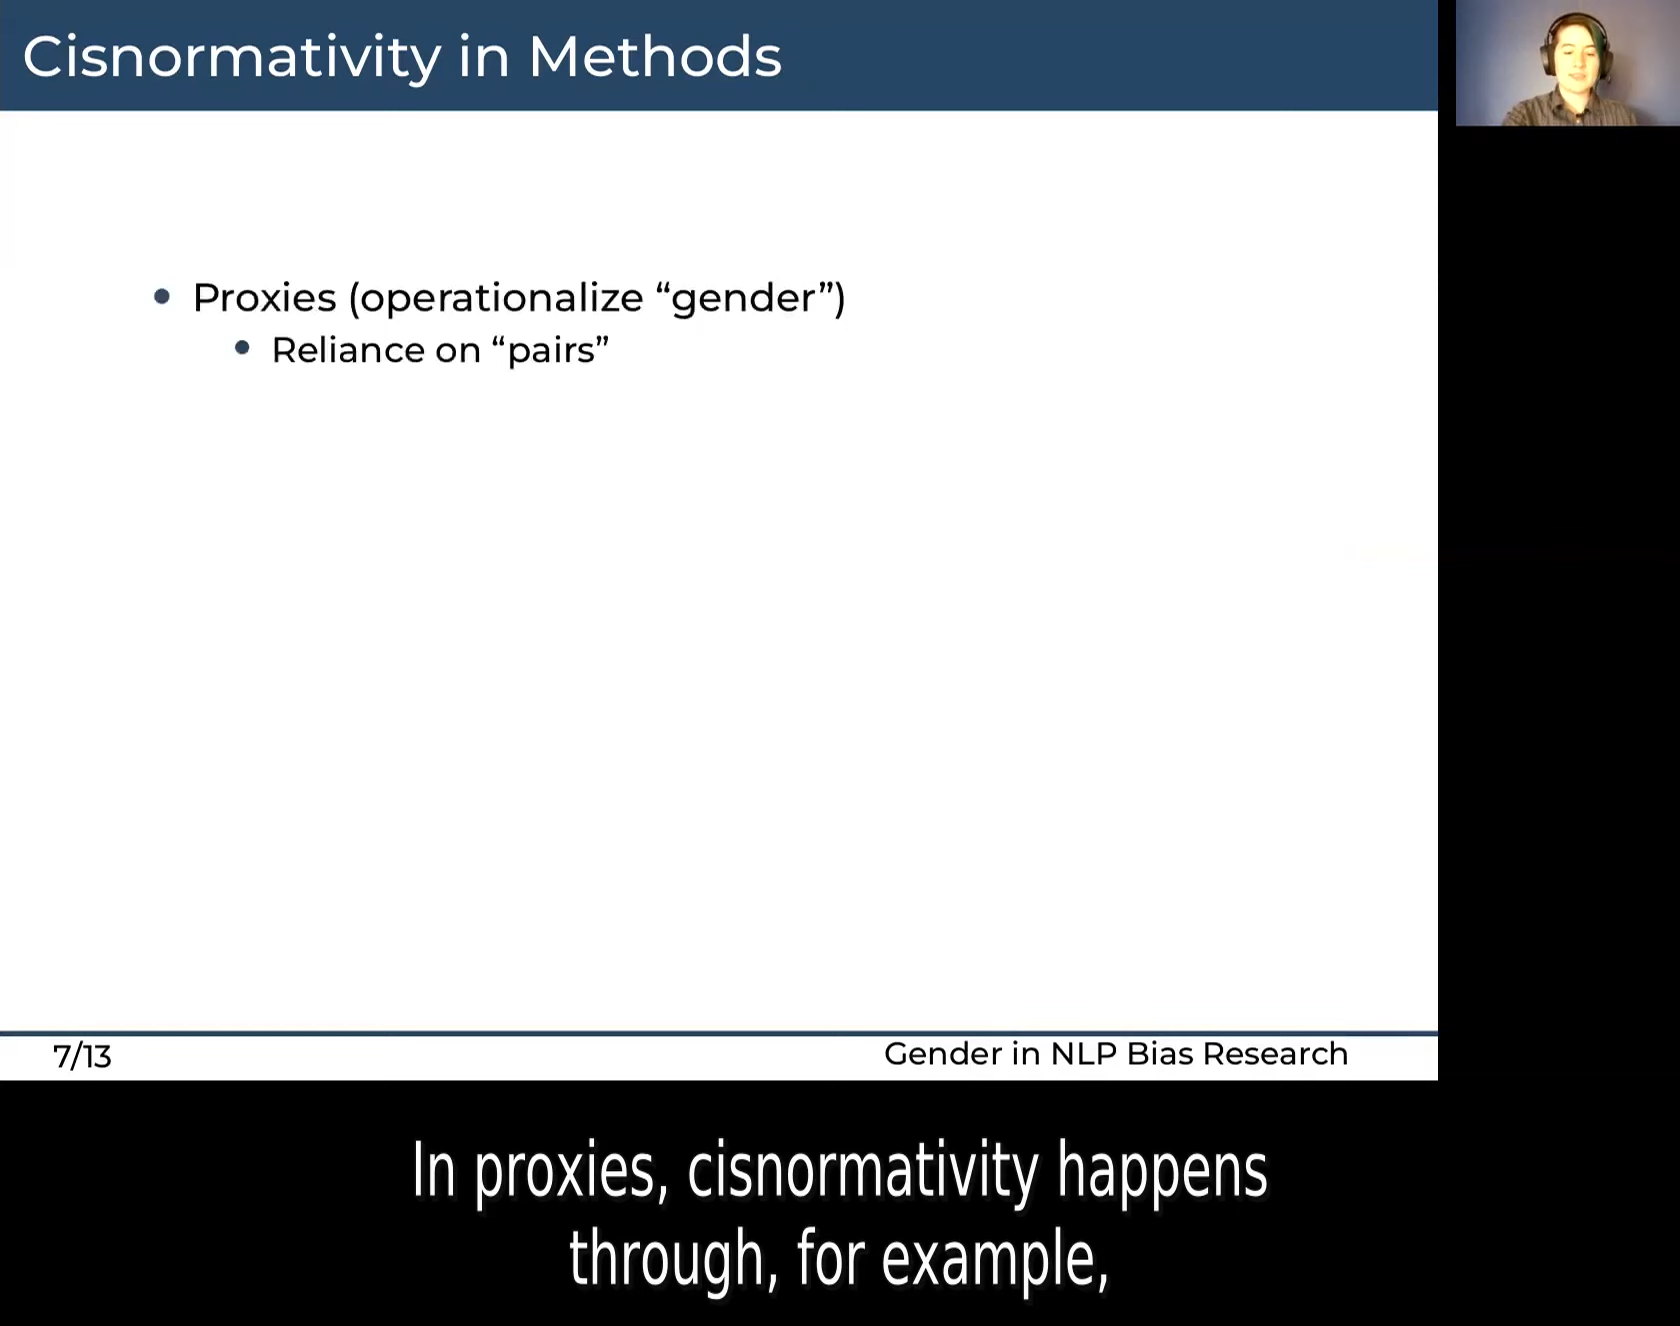 Cisnormativity in Methods
• Proxies (operationalize “gender”)
• Reliance on “pairs”
7/13
Gender in NLP Bias Research
In proxies, cisnormativity happens
through, for example,